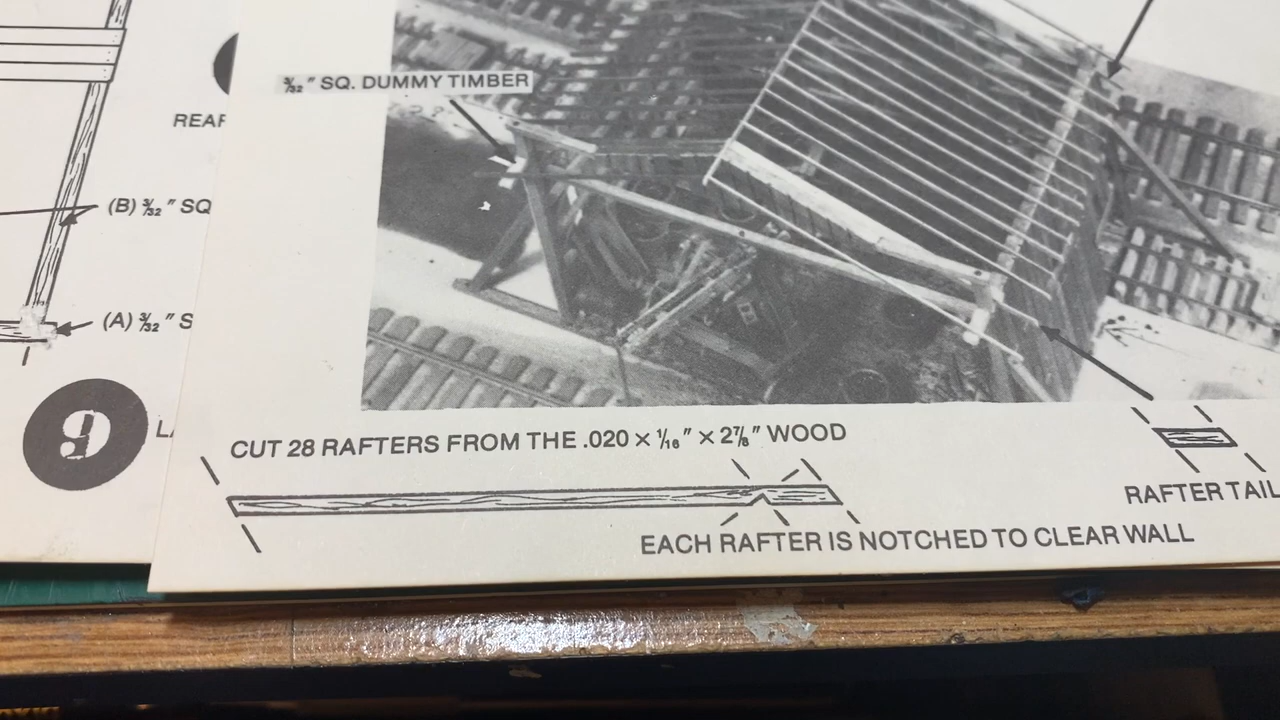 3/32" SQ. DUMMY TIMBER
(B) 3/32" SQ
(A) 3/32" S
9
CUT 28 RAFTERS FROM THE .020 x 1/16" x 2 7/8" WOOD
RAFTER TAIL
EACH RAFTER IS NOTCHED TO CLEAR WALL